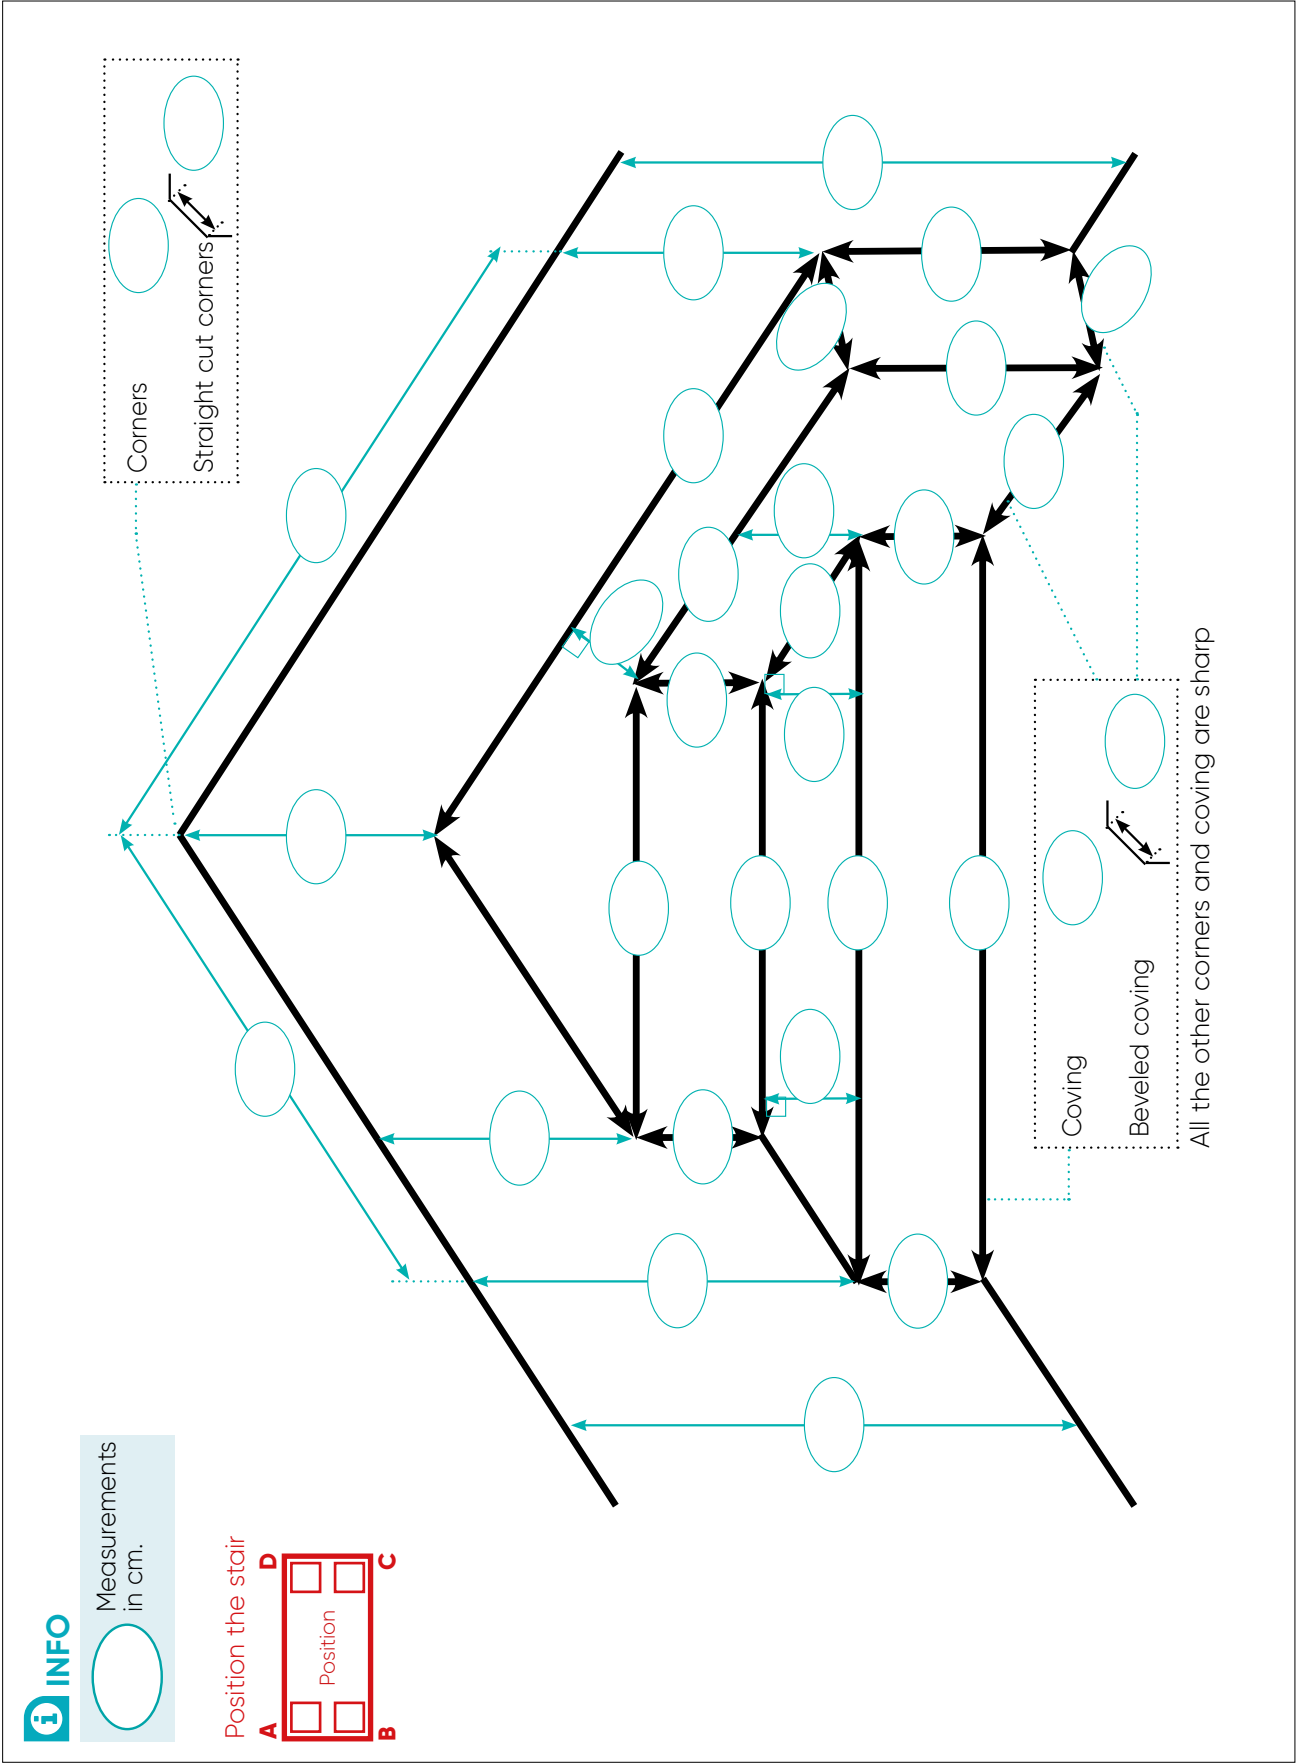 i INFO
Measurements
in cm.
Position the stair
A
D
Position
B
C
Corners
Straight cut corners
Coving
Beveled coving
All the other corners and coving are sharp